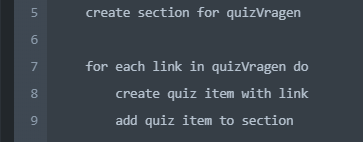 5 create section for quizVragen
6
7 for each link in quizVragen do
8 create quiz item with link
9 add quiz item to section